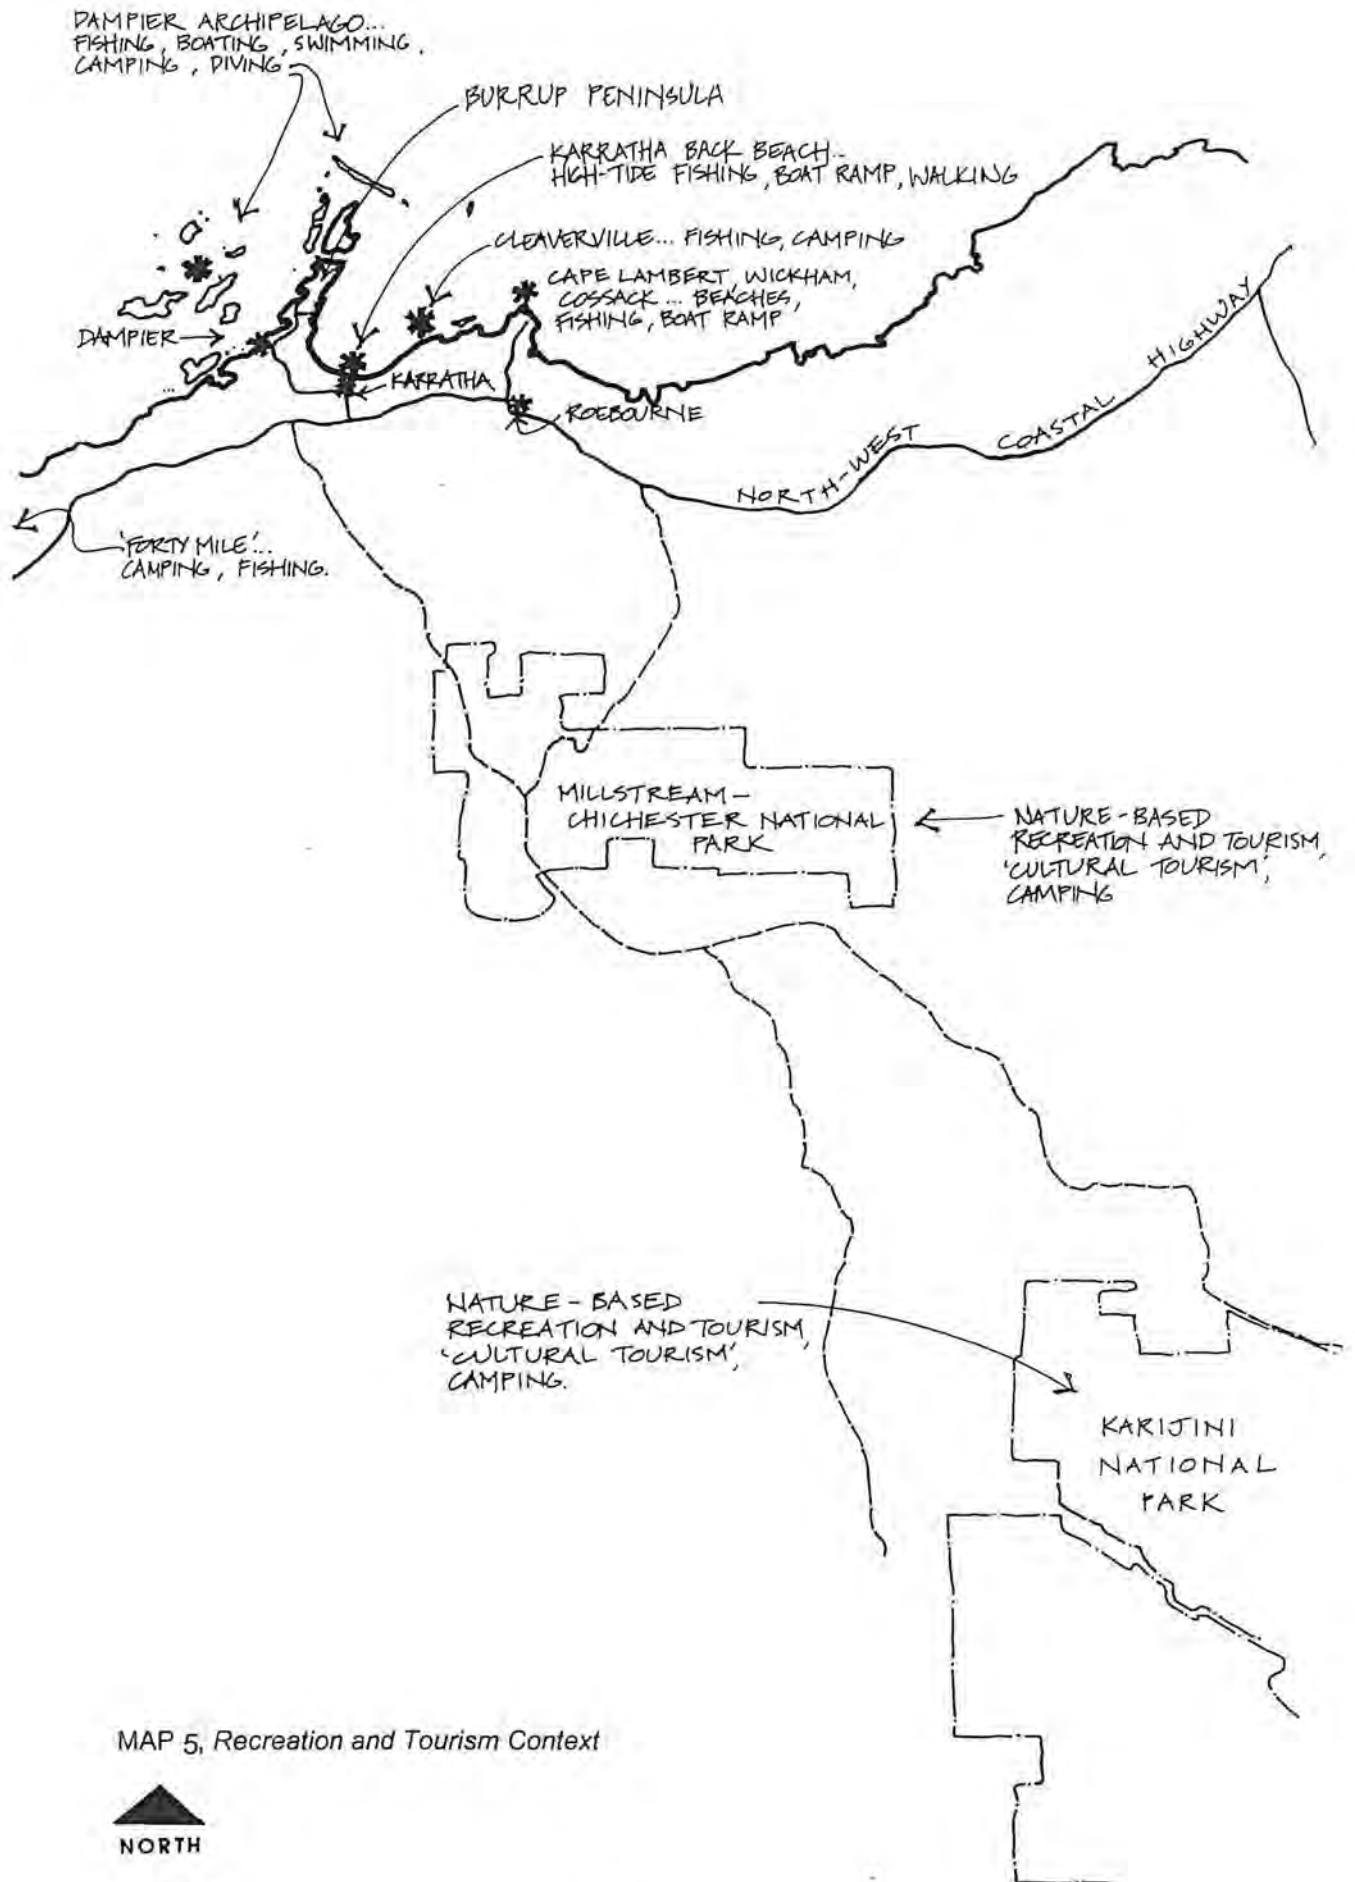 DAMPIER ARCHIPELAGO...
FISHING, BOATING, SWIMMING,
CAMPING, DIVING
BURRUP PENINSULA
KARRATHA BACK BEACH...
HIGH-TIDE FISHING, BOAT RAMP, WALKING
CLEAVERVILLE... FISHING, CAMPING
CAPE LAMBERT, WICKHAM,
COSSACK... BEACHES,
FISHING, BOAT RAMP
DAMPIER
KARRATHA
ROEBOURNE
NORTH-WEST COASTAL HIGHWAY
'FORTY MILE'...
CAMPING, FISHING.
MILLSTREAM-
CHICHESTER NATIONAL
PARK
NATURE-BASED
RECREATION AND TOURISM,
'CULTURAL TOURISM',
CAMPING
NATURE-BASED
RECREATION AND TOURISM,
'CULTURAL TOURISM',
CAMPING.
KARIJINI
NATIONAL
PARK
MAP 5, Recreation and Tourism Context
NORTH